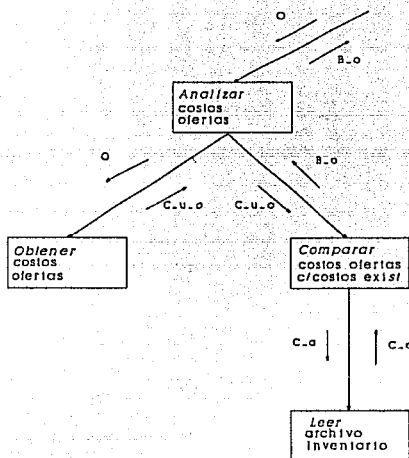 O
B_o
Analizar
costos
ofertas
O
B_o
C_u_o
C_u_o
Obtener
costos
ofertas
Comparar
costos ofertas
c/costos exist
C_a
Leer
archivo
Inventario